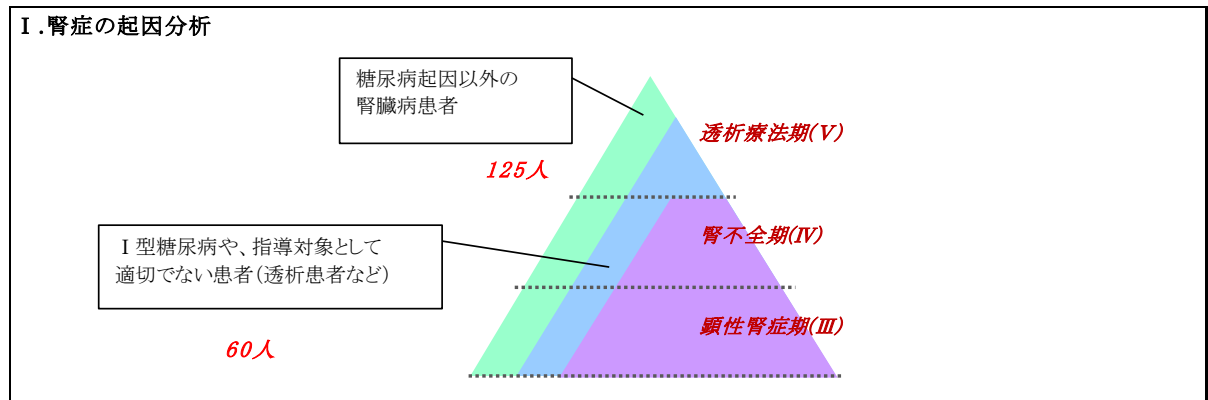 Ⅰ.腎症の起因分析
糖尿病起因以外の
腎臓病患者
透析療法期(Ⅴ)
125人
腎不全期(Ⅳ)
Ⅰ型糖尿病や、指導対象として
適切でない患者(透析患者など)
顕性腎症期(Ⅲ)
60人